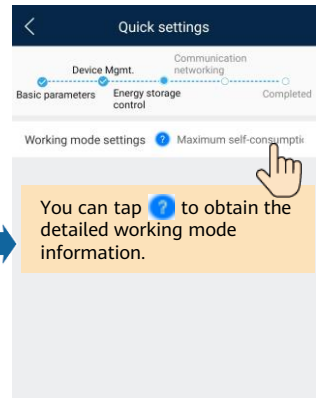 Quick settings
Communication
Device Mgmt. networking
Basic parameters Energy storage Completed
control
Working mode settings ? Maximum self-consumptic
You can tap ? to obtain the
detailed working mode
information.